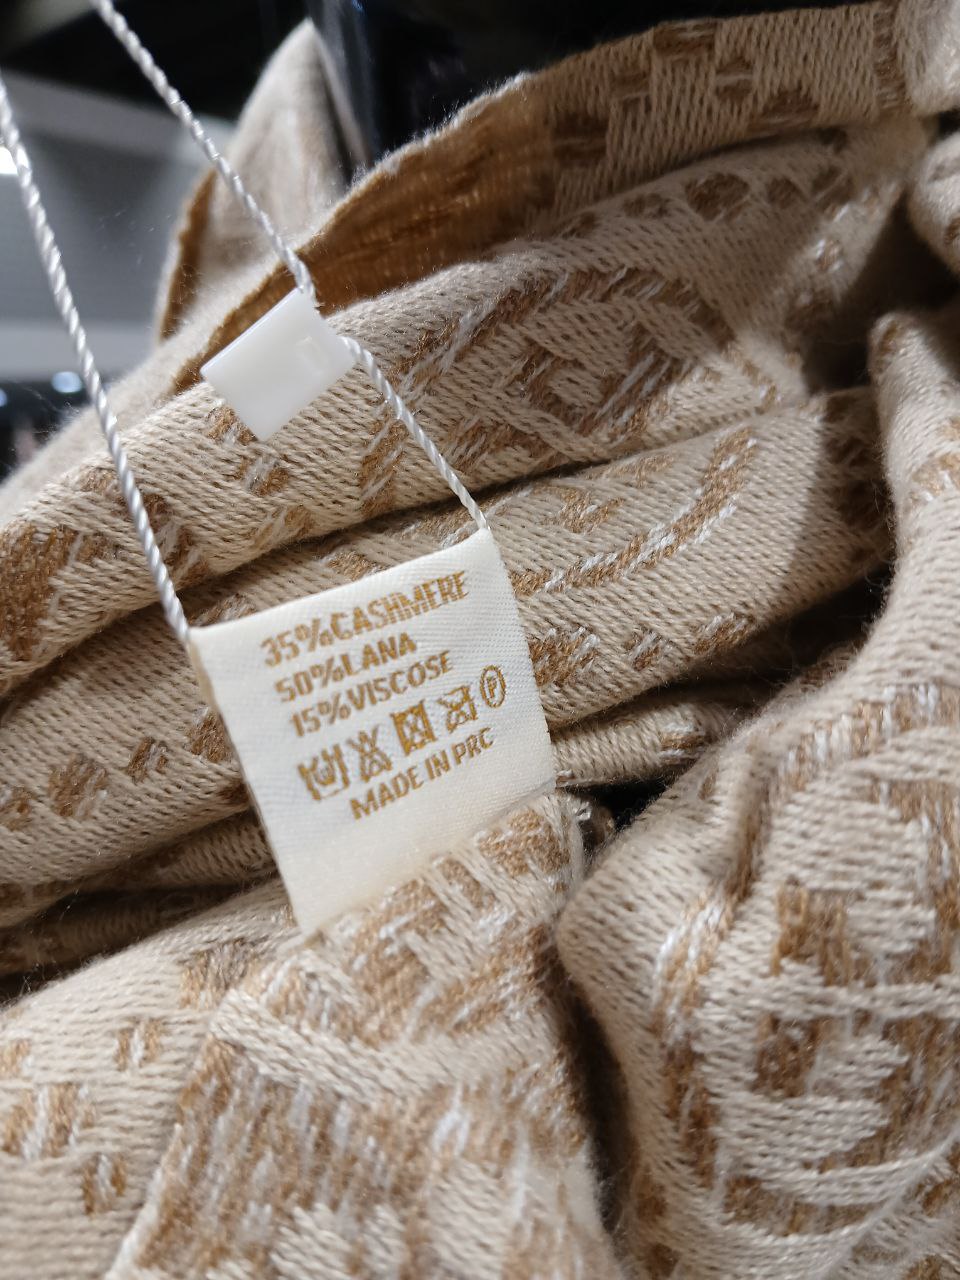 35%CASHMERE
50%LANA
15%VISCOSE
P
MADE IN PRC